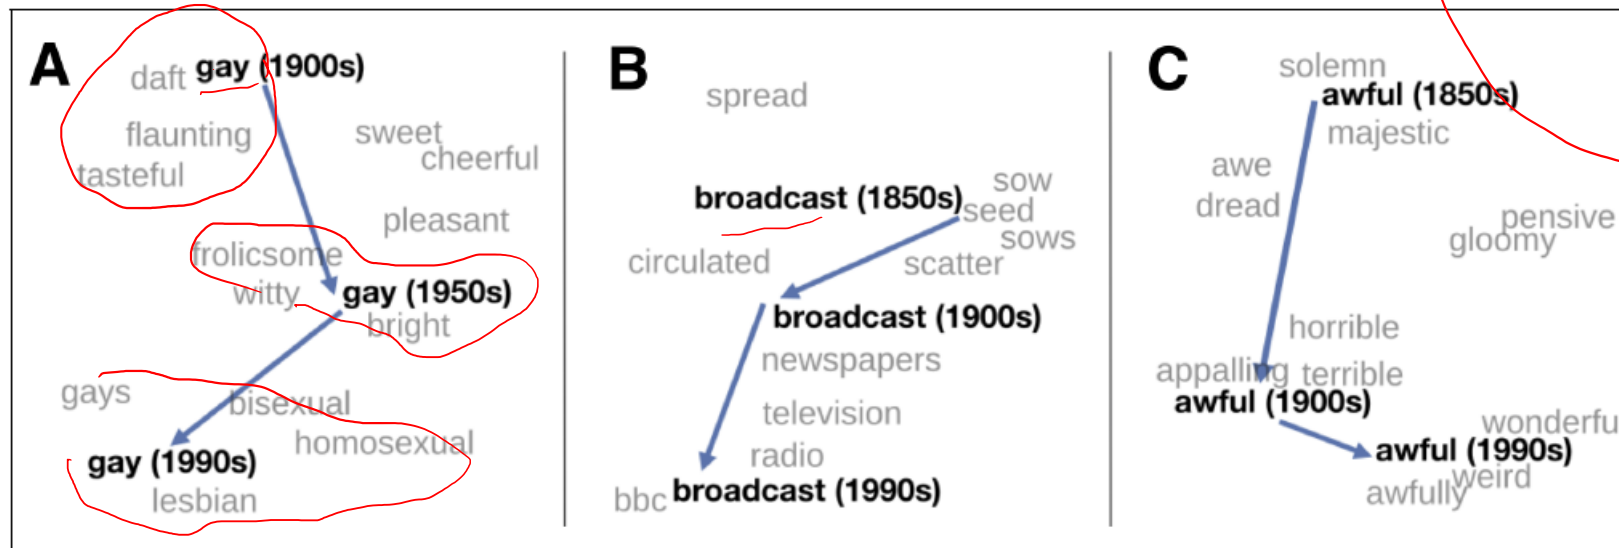 A
daft gay (1900s)
flaunting
sweet
cheerful
tasteful
pleasant
frolicsome
witty gay (1950s)
bright
gays
bisexual
homosexual
gay (1990s)
lesbian
B
spread
sow
broadcast (1850s)
seed
sows
circulated
scatter
broadcast (1900s)
newspapers
television
radio
bbc broadcast (1990s)
C
solemn
awful (1850s)
majestic
awe
dread
pensive
gloomy
horrible
appalling terrible
awful (1900s)
wonderfu
awful (1990s)
weird
awfully